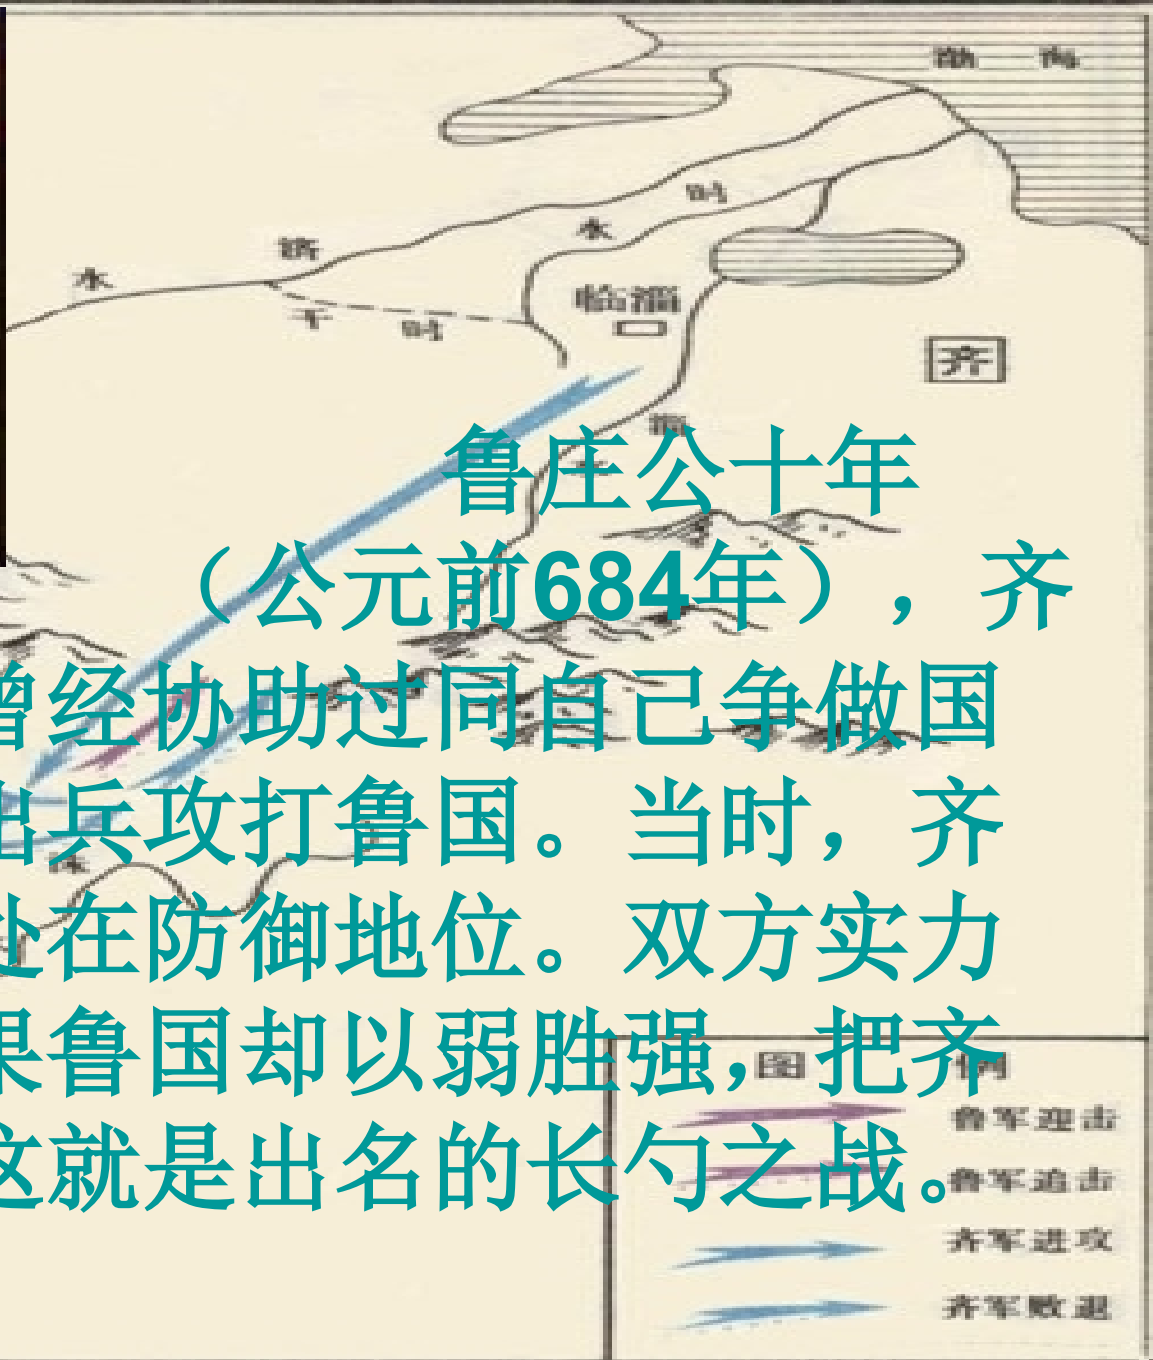 渤 海
时
水
济
水
临淄
干 时
齐
淄
鲁庄公十年
（公元前684年），齐
曾经协助过同自己争做国
出兵攻打鲁国。当时，齐
处在防御地位。双方实力
果鲁国却以弱胜强，把齐
这就是出名的长勺之战。
图 例
鲁军迎击
鲁军追击
齐军进攻
齐军败退